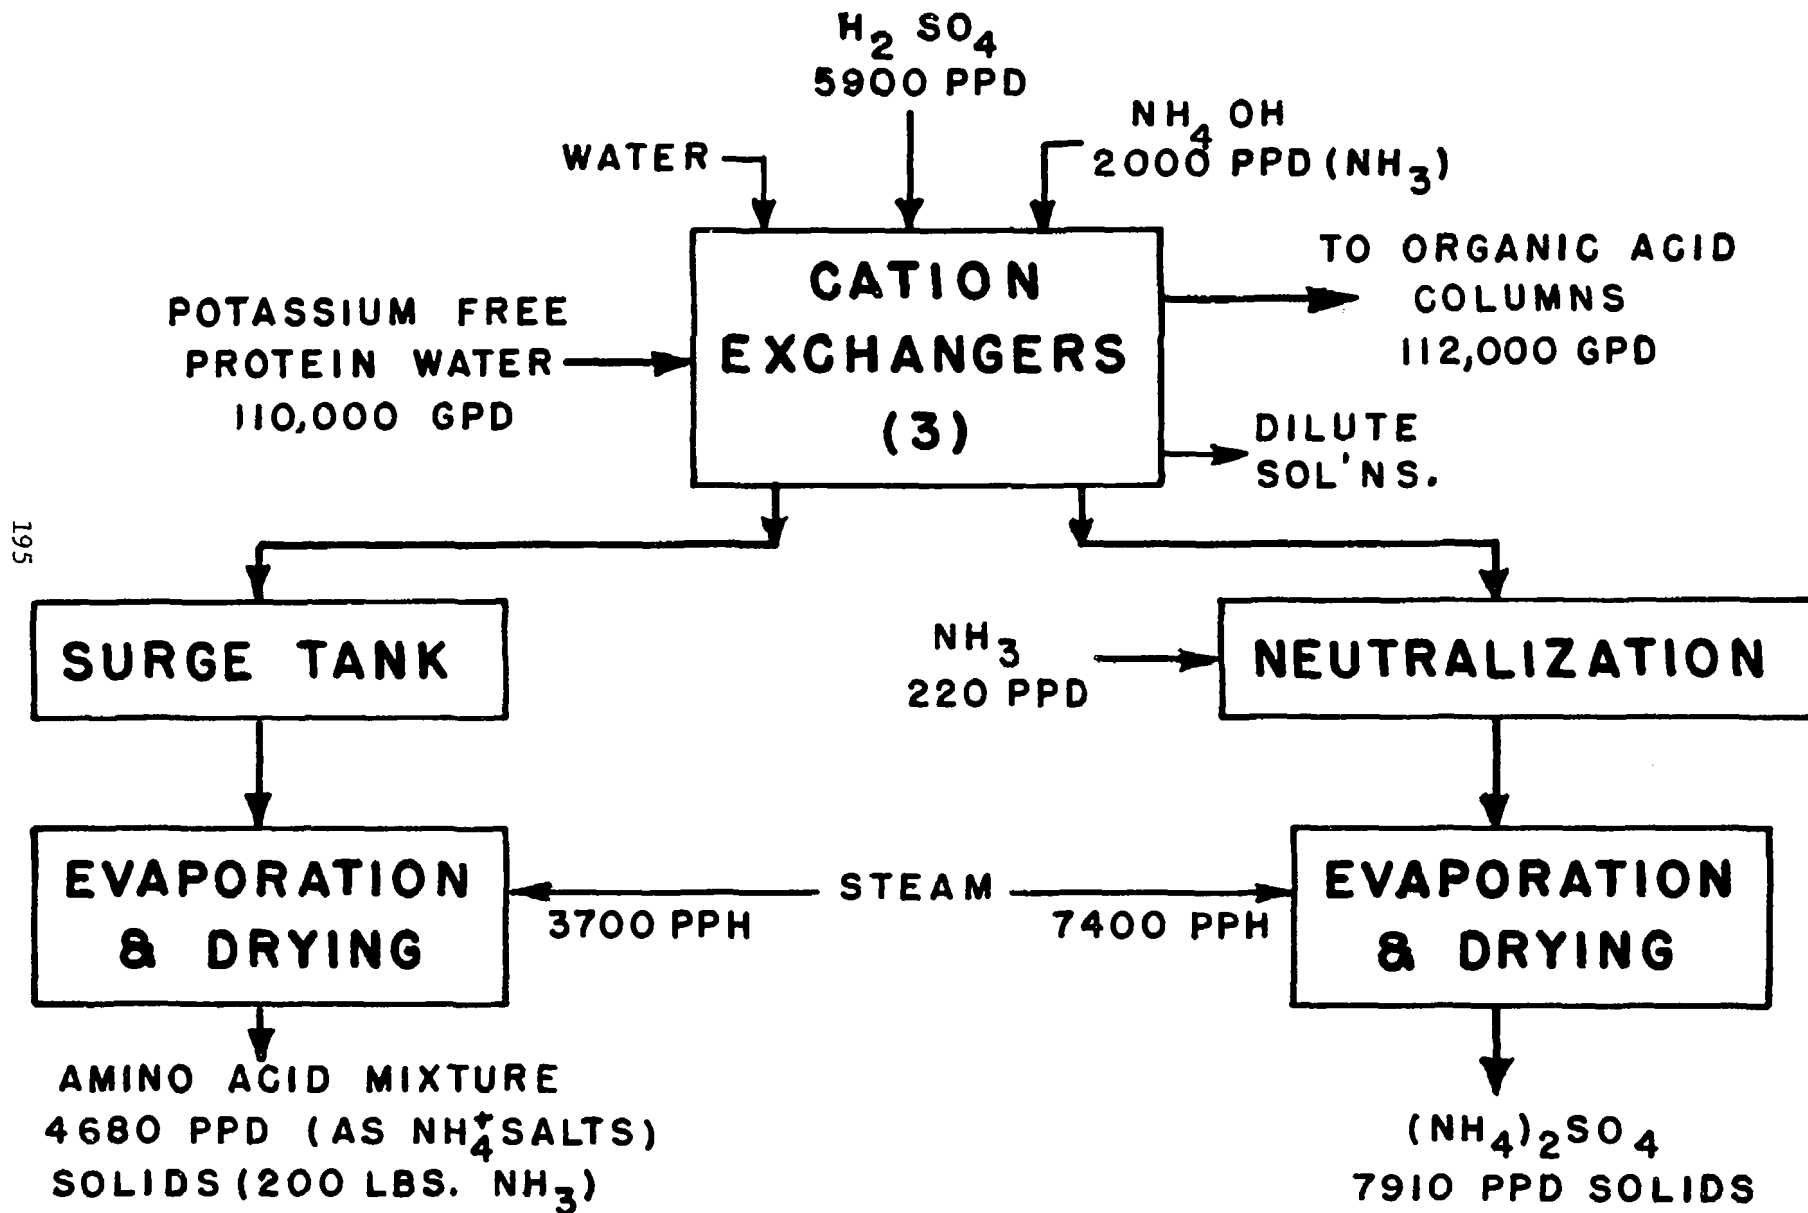 H2 SO4
5900 PPD
WATER
NH4 OH
2000 PPD (NH3)
CATION
EXCHANGERS
(3)
POTASSIUM FREE
PROTEIN WATER
110,000 GPD
TO ORGANIC ACID
COLUMNS
112,000 GPD
DILUTE
SOL'NS.
195
SURGE TANK
NH3
220 PPD
NEUTRALIZATION
EVAPORATION
& DRYING
STEAM
3700 PPH
7400 PPH
EVAPORATION
& DRYING
AMINO ACID MIXTURE
4680 PPD (AS NH4+ SALTS)
SOLIDS (200 LBS. NH3)
(NH4)2SO4
7910 PPD SOLIDS